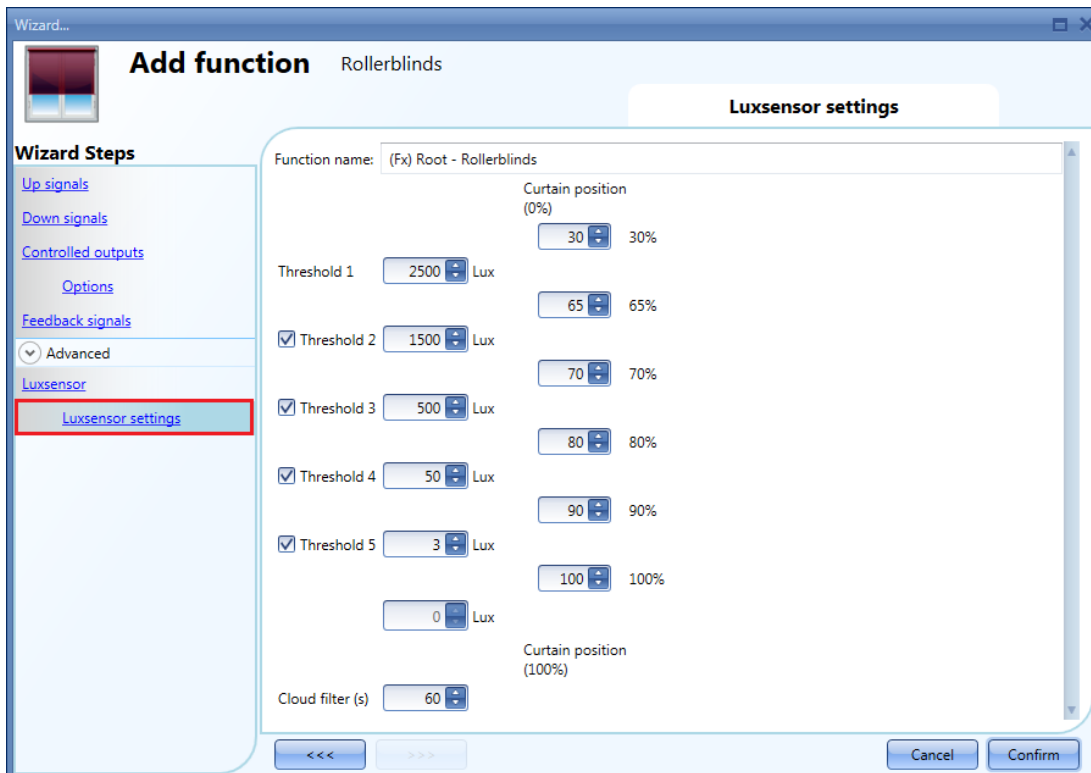 Wizard...
Add function Rollerblinds
Luxsensor settings
Wizard Steps
Up signals
Down signals
Controlled outputs
Options
Feedback signals
Advanced
Luxsensor
Luxsensor settings
Function name: (Fx) Root - Rollerblinds
Curtain position
(0%)
30 30%
Threshold 1 2500 Lux
65 65%
Threshold 2 1500 Lux
70 70%
Threshold 3 500 Lux
80 80%
Threshold 4 50 Lux
90 90%
Threshold 5 3 Lux
100 100%
0 Lux
Curtain position
(100%)
Cloud filter (s) 60
<<< >>> Cancel Confirm